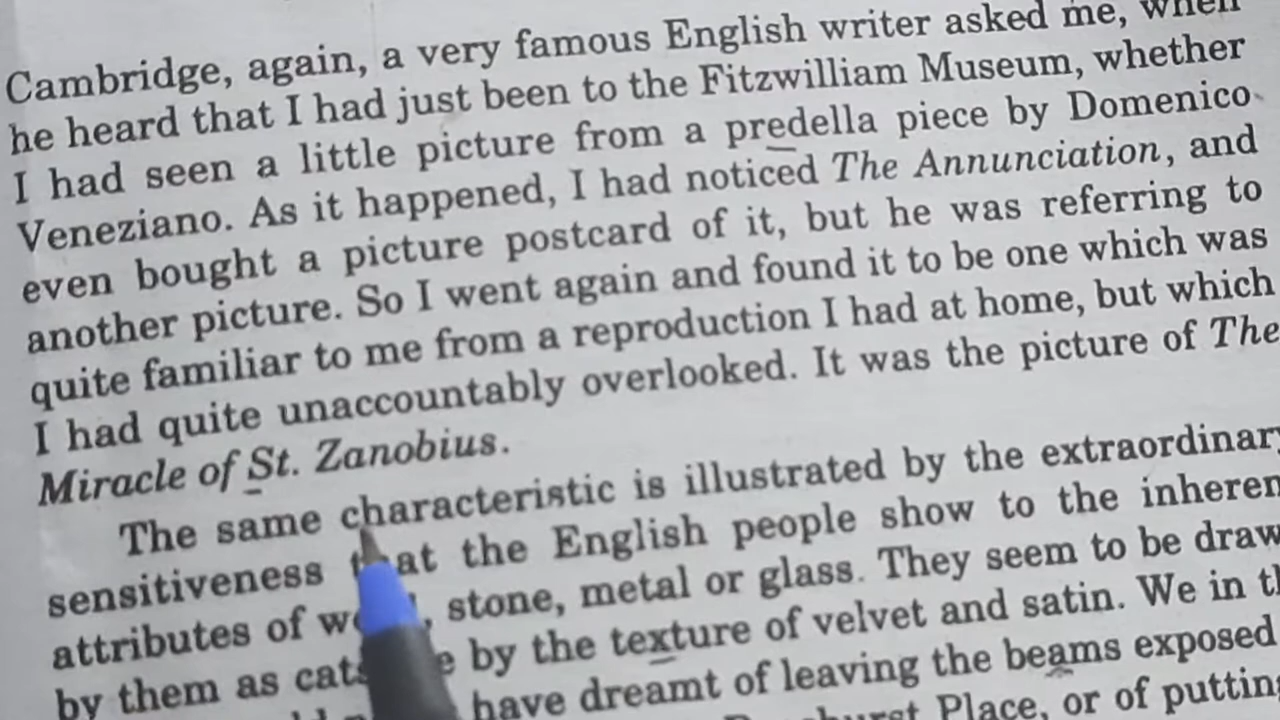 Cambridge, again, a very famous English writer asked me, when
he heard that I had just been to the Fitzwilliam Museum, whether
I had seen a little picture from a predella piece by Domenico
Veneziano. As it happened, I had noticed The Annunciation, and
even bought a picture postcard of it, but he was referring to
another picture. So I went again and found it to be one which was
quite familiar to me from a reproduction I had at home, but which
I had quite unaccountably overlooked. It was the picture of The
Miracle of St. Zanobius.
The same characteristic is illustrated by the extraordinary
sensitiveness that the English people show to the inheren
attributes of stone, metal or glass. They seem to be draw
by them as cats by the texture of velvet and satin. We in th
have dreamt of leaving the beams exposed
Place, or of putting